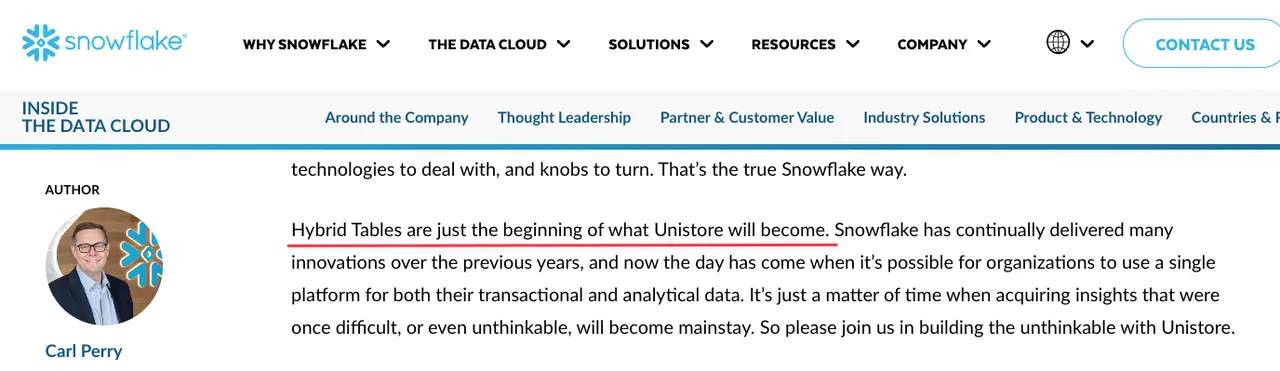 snowflake®
WHY SNOWFLAKE
THE DATA CLOUD
SOLUTIONS
RESOURCES
COMPANY
CONTACT US
INSIDE
THE DATA CLOUD
Around the Company
Thought Leadership
Partner & Customer Value
Industry Solutions
Product & Technology
Countries &
AUTHOR
Carl Perry
technologies to deal with, and knobs to turn. That’s the true Snowflake way.
Hybrid Tables are just the beginning of what Unistore will become. Snowflake has continually delivered many
innovations over the previous years, and now the day has come when it’s possible for organizations to use a single
platform for both their transactional and analytical data. It’s just a matter of time when acquiring insights that were
once difficult, or even unthinkable, will become mainstay. So please join us in building the unthinkable with Unistore.